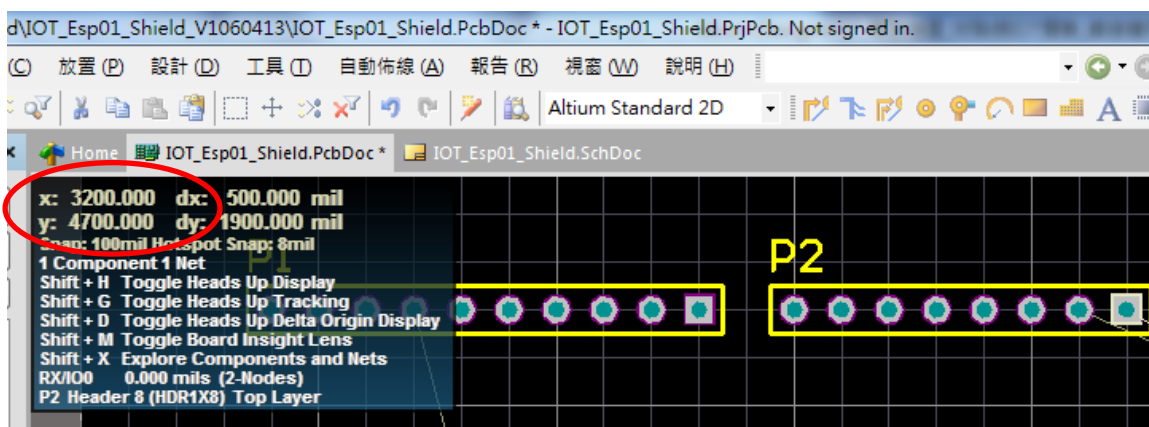 d\IOT_Esp01_Shield_V1060413\IOT_Esp01_Shield.PcbDoc * - IOT_Esp01_Shield.PrjPcb. Not signed in.
(C) 放置 (P) 設計 (D) 工具 (T) 自動佈線 (A) 報告 (R) 視窗 (W) 說明 (H)
Altium Standard 2D
Home IOT_Esp01_Shield.PcbDoc * IOT_Esp01_Shield.SchDoc
x: 3200.000 dx: 500.000 mil
y: 4700.000 dy: 1900.000 mil
Snap: 100mil Hotspot Snap: 8mil
1 Component 1 Net
Shift + H Toggle Heads Up Display
Shift + G Toggle Heads Up Tracking
Shift + D Toggle Heads Up Delta Origin Display
Shift + M Toggle Board Insight Lens
Shift + X Explore Components and Nets
RX/IO0 0.000 mils (2-Nodes)
P2 Header 8 (HDR1X8) Top Layer
P1
P2